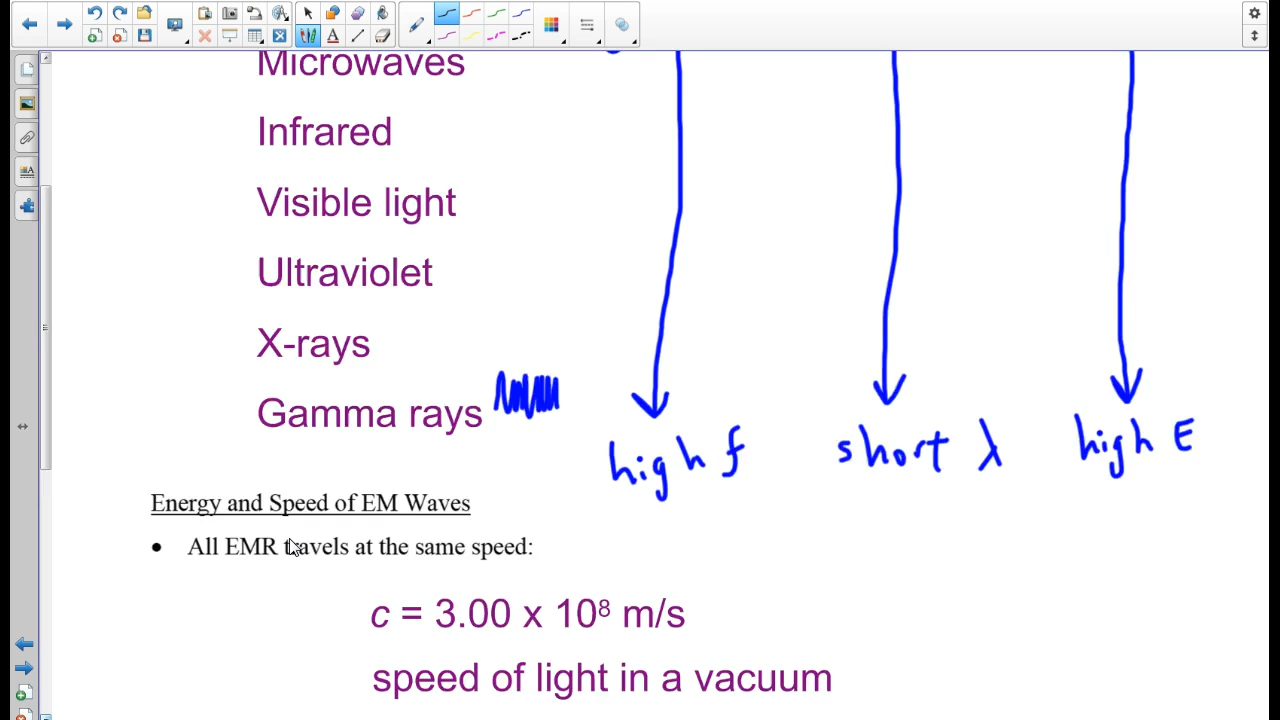 Microwaves
Infrared
Visible light
Ultraviolet
X-rays
Gamma rays
high f short λ high E
Energy and Speed of EM Waves
• All EMR travels at the same speed:
c = 3.00 x 10⁸ m/s
speed of light in a vacuum